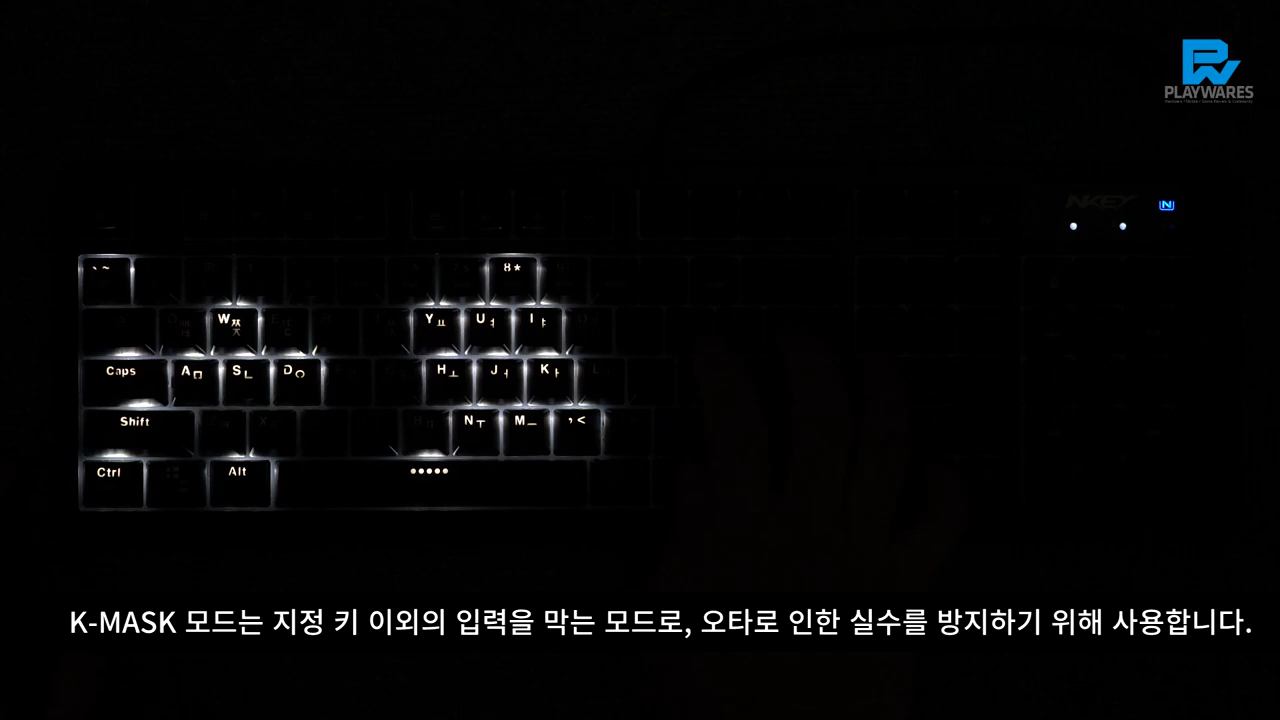 PLAYWARES
NKEY
N
` ~
8 *
W ㅉ ㅈ
Y ㅛ
U ㅕ
I ㅑ
Caps
A ㅁ
S ㄴ
D ㅇ
H ㅗ
J ㅓ
K ㅏ
Shift
N ㅜ
M ㅡ
, <
Ctrl
Alt
K-MASK 모드는 지정 키 이외의 입력을 막는 모드로, 오타로 인한 실수를 방지하기 위해 사용합니다.